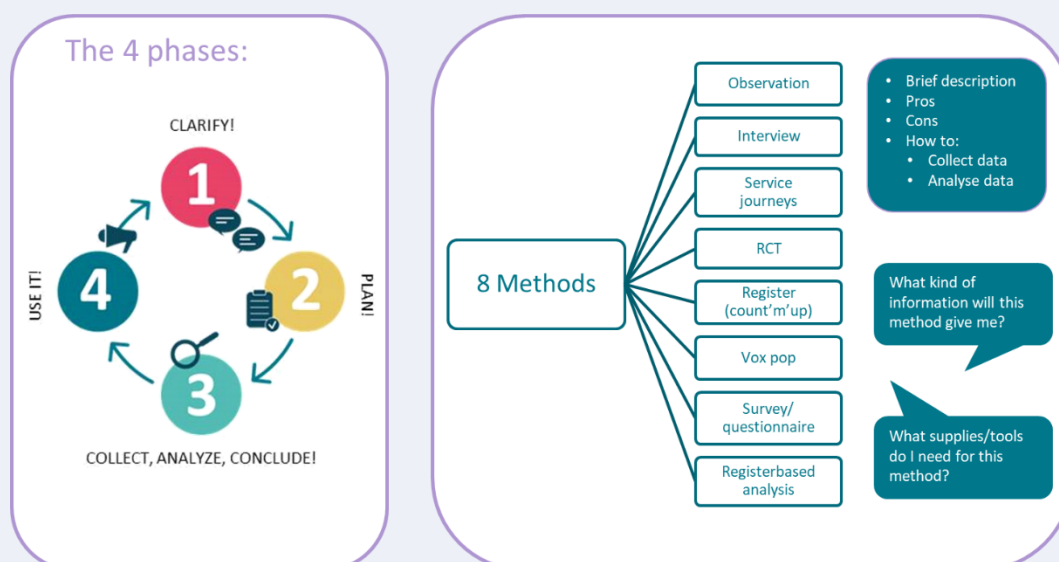 The 4 phases:
CLARIFY!
1
2
PLAN!
3
COLLECT, ANALYZE, CONCLUDE!
4
USE IT!
8 Methods
Observation
Interview
Service
journeys
RCT
Register
(count'm'up)
Vox pop
Survey/
questionnaire
Registerbased
analysis
• Brief description
• Pros
• Cons
• How to:
• Collect data
• Analyse data
What kind of
information will this
method give me?
What supplies/tools
do I need for this
method?